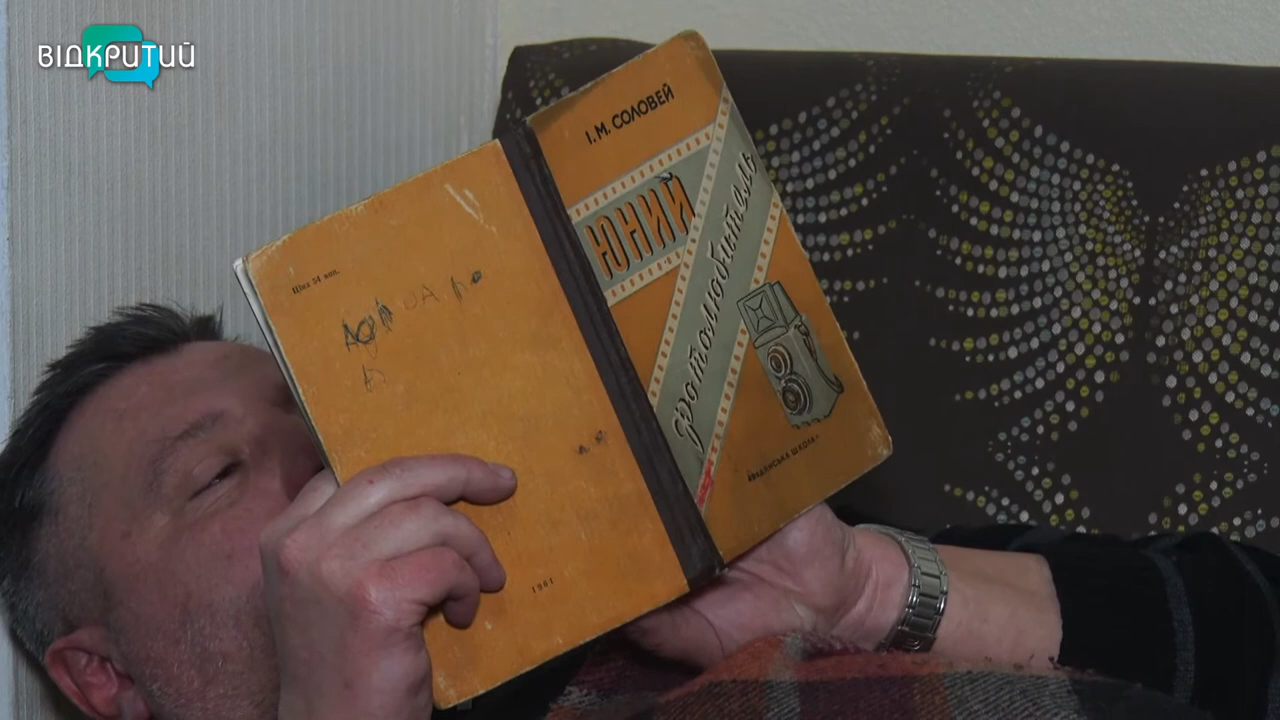 ВІДКРИТИЙ
І. М. СОЛОВЕЙ
ЮНИЙ
фотолюбитель
«РАДЯНСЬКА ШКОЛА»
Ціна 54 коп.
1961